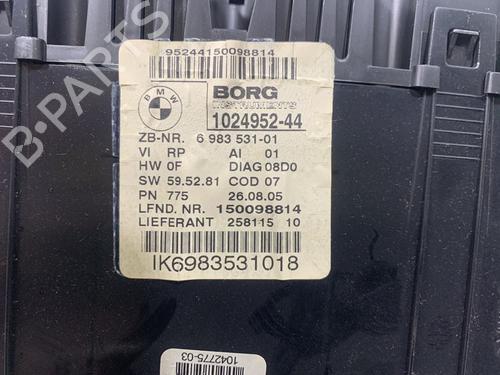 95244150098814
BMW
BORG
INSTRUMENTS
1024952-44
ZB-NR. 6 983 531-01
VI RP AI 01
HW 0F DIAG 08D0
SW 59.52.81 COD 07
PN 775 26.08.05
LFND. NR. 150098814
LIEFERANT 258115 10
IK6983531018
1042775-03